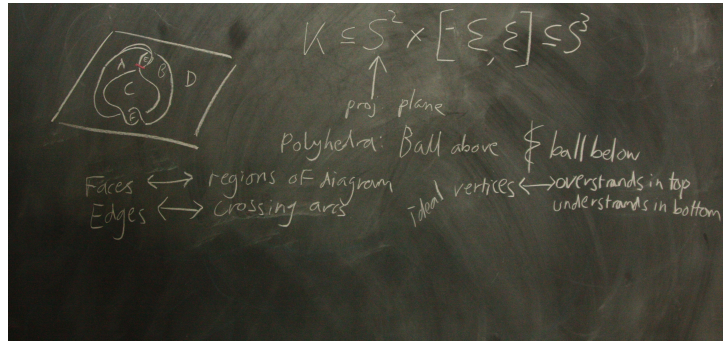 K ⊆ S² × [-ε, ε] ⊆ S³
proj plane
A
B
C
D
E
Polyhedra: Ball above & ball below
Faces ↔ regions of diagram
Edges ↔ crossing arcs
ideal vertices ↔ overstrands in top
understrands in bottom